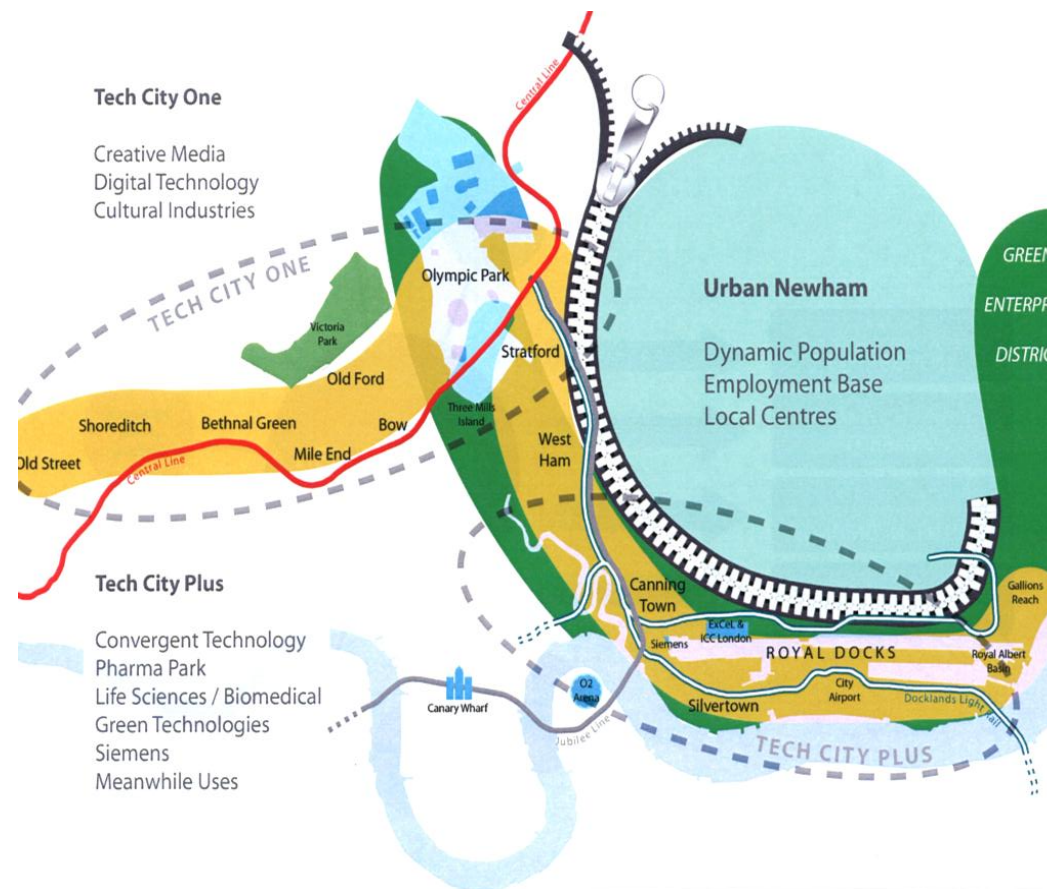 Tech City One
Creative Media
Digital Technology
Cultural Industries
Central Line
TECH CITY ONE
Olympic Park
Victoria
Park
Stratford
Old Ford
Three Mills
Island
Shoreditch
Bethnal Green
Bow
Mile End
West
Ham
Old Street
Central Line
Urban Newham
Dynamic Population
Employment Base
Local Centres
GREEN
ENTERPR
DISTRIC
Tech City Plus
Convergent Technology
Pharma Park
Life Sciences / Biomedical
Green Technologies
Siemens
Meanwhile Uses
Canning
Town
Gallions
Reach
Siemens
ExCeL &
ICC London
ROYAL DOCKS
Royal Albert
Basin
O2
Arena
Canary Wharf
Silvertown
City
Airport
Docklands Light Rail
Jubilee Line
TECH CITY PLUS